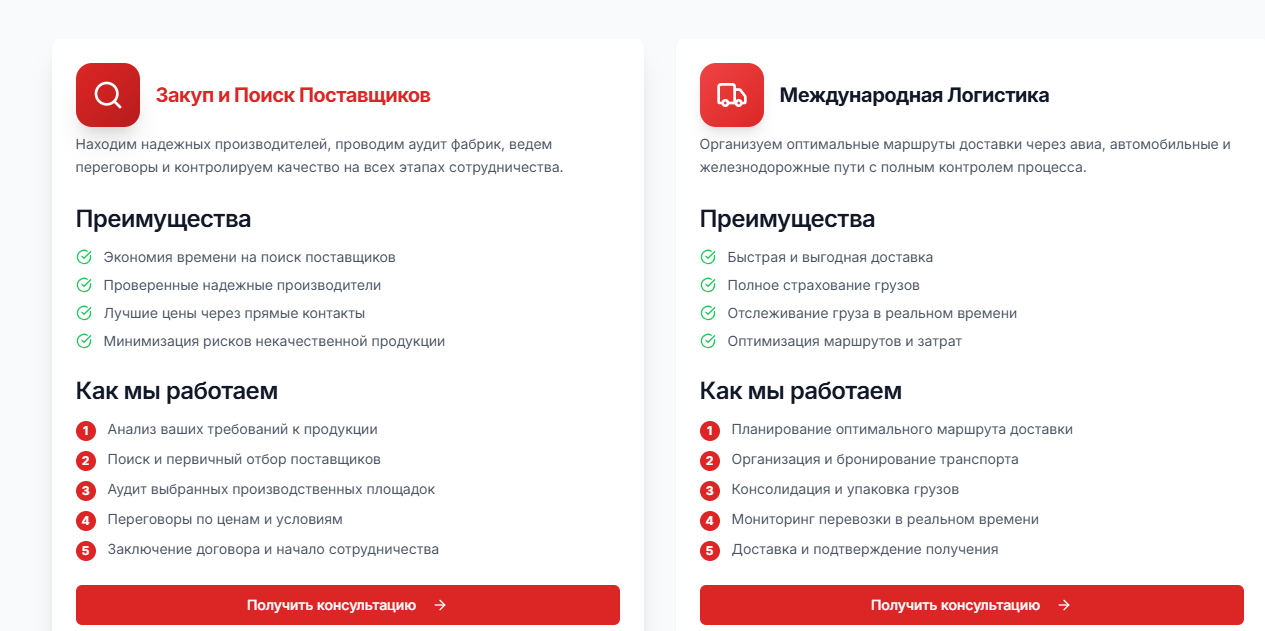 Закуп и Поиск Поставщиков
Находим надежных производителей, проводим аудит фабрик, ведем
переговоры и контролируем качество на всех этапах сотрудничества.
Преимущества
Экономия времени на поиск поставщиков
Проверенные надежные производители
Лучшие цены через прямые контакты
Минимизация рисков некачественной продукции
Как мы работаем
1 Анализ ваших требований к продукции
2 Поиск и первичный отбор поставщиков
3 Аудит выбранных производственных площадок
4 Переговоры по ценам и условиям
5 Заключение договора и начало сотрудничества
Получить консультацию →
Международная Логистика
Организуем оптимальные маршруты доставки через авиа, автомобильные и
железнодорожные пути с полным контролем процесса.
Преимущества
Быстрая и выгодная доставка
Полное страхование грузов
Отслеживание груза в реальном времени
Оптимизация маршрутов и затрат
Как мы работаем
1 Планирование оптимального маршрута доставки
2 Организация и бронирование транспорта
3 Консолидация и упаковка грузов
4 Мониторинг перевозки в реальном времени
5 Доставка и подтверждение получения
Получить консультацию →